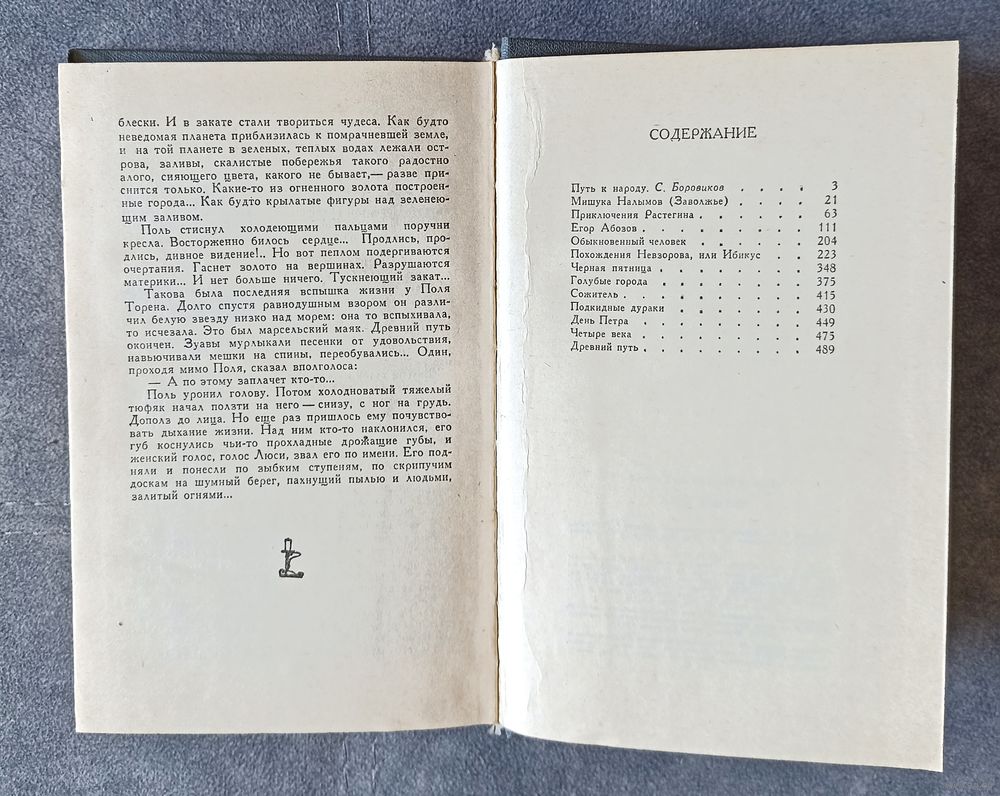 блески. И в закате стали твориться чудеса. Как будто
неведомая планета приблизилась к помрачневшей земле,
и на той планете в зеленых, теплых водах лежали ост-
рова, заливы, скалистые побережья такого радостно
алого, сияющего цвета, какого не бывает,— разве при-
снится только. Какие-то из огненного золота построен-
ные города... Как будто крылатые фигуры над зеленею-
щим заливом.
Поль стиснул холодеющими пальцами поручни
кресла. Восторженно билось сердце... Продлись, про-
длись, дивное видение!.. Но вот пеплом подергиваются
очертания. Гаснет золото на вершинах. Разрушаются
материки... И нет больше ничего. Тускнеющий закат...
Такова была последняя вспышка жизни у Поля
Торена. Долго спустя равнодушным взором он разли-
чил белую звезду низко над морем: она то вспыхивала,
то исчезала. Это был марсельский маяк. Древний путь
окончен. Зуавы мурлыкали песенки от удовольствия,
навьючивали мешки на спины, переобувались... Один,
проходя мимо Поля, сказал вполголоса:
— А по этому заплачет кто-то...
Поль уронил голову. Потом холодноватый тяжелый
тюфяк начал ползти на него — снизу, с ног на грудь.
Дополз до лица. Но еще раз пришлось ему почувство-
вать дыхание жизни. Над ним кто-то наклонился, его
губ коснулись чьи-то прохладные дрожащие губы, и
женский голос, голос Люси, звал его по имени. Его под-
няли и понесли по зыбким ступеням, по скрипучим
доскам на шумный берег, пахнущий пылью и людьми,
залитый огнями...
СОДЕРЖАНИЕ
Путь к народу. С. Боровиков . . . . 3
Мишука Налымов (Заволжье) . . . . 21
Приключения Растегина . . . . . . 63
Егор Абозов . . . . . . . . 111
Обыкновенный человек . . . . . . 204
Похождения Невзорова, или Ибикус . . 223
Черная пятница . . . . . . . . 348
Голубые города . . . . . . . . 375
Сожитель . . . . . . . . . . 415
Подкидные дураки . . . . . . . 430
День Петра . . . . . . . . . 449
Четыре века . . . . . . . . . 475
Древний путь . . . . . . . . . 489